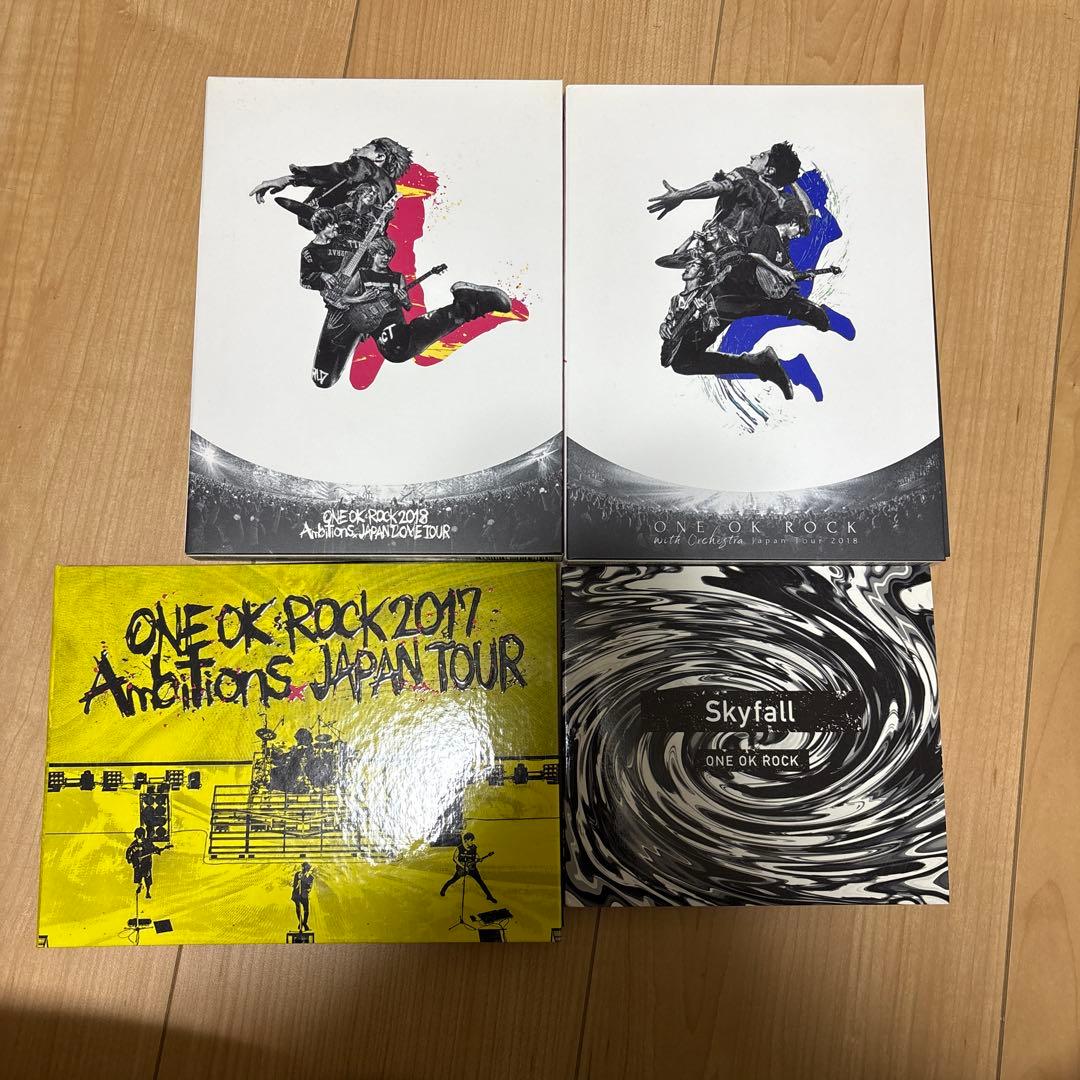 ONE OK ROCK 2018
Ambitions JAPAN DOME TOUR
ONE OK ROCK
with Orchestra Japan Tour 2018
ONE OK ROCK 2017
Ambitions JAPAN TOUR
Skyfall
ONE OK ROCK